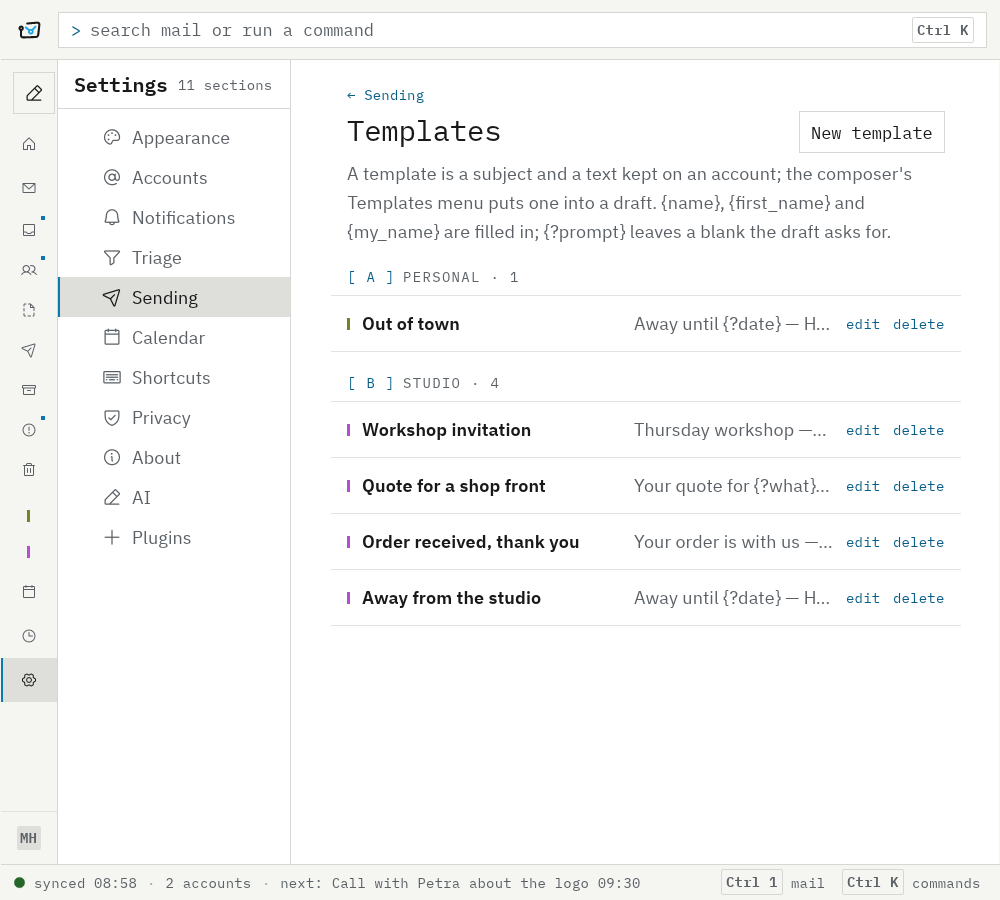 > search mail or run a command Ctrl K
Settings 11 sections
Appearance
Accounts
Notifications
Triage
Sending
Calendar
Shortcuts
Privacy
About
AI
Plugins
← Sending
Templates
New template
A template is a subject and a text kept on an account; the composer's
Templates menu puts one into a draft. {name}, {first_name} and
{my_name} are filled in; {?prompt} leaves a blank the draft asks for.
[ A ] PERSONAL · 1
Out of town Away until {?date} — H... edit delete
[ B ] STUDIO · 4
Workshop invitation Thursday workshop —... edit delete
Quote for a shop front Your quote for {?what}... edit delete
Order received, thank you Your order is with us —... edit delete
Away from the studio Away until {?date} — H... edit delete
MH
synced 08:58 · 2 accounts · next: Call with Petra about the logo 09:30 Ctrl 1 mail Ctrl K commands